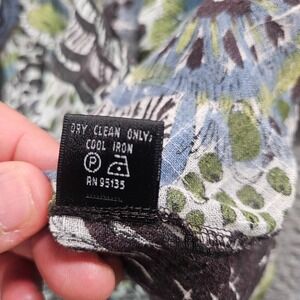 DRY CLEAN ONLY,
COOL IRON
P
RN 95135